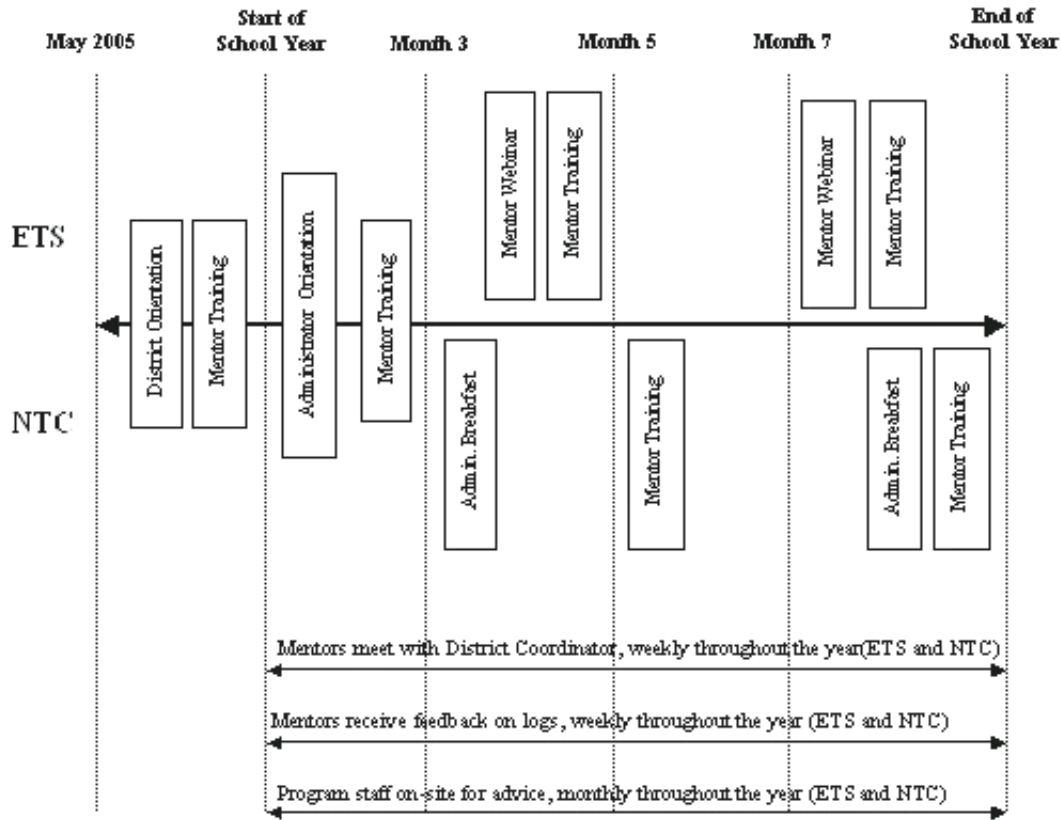 May 2005
Start of
School Year
Month 3
Month 5
Month 7
End of
School Year
ETS
NTC
District Orientation
Mentor Training
Administrator Orientation
Mentor Training
Mentor Webinar
Mentor Training
Mentor Webinar
Mentor Training
Admin. Breakfast
Mentor Training
Admin. Breakfast
Mentor Training
Mentors meet with District Coordinator, weekly throughout the year(ETS and NTC)
Mentors receive feedback on logs, weekly throughout the year (ETS and NTC)
Program staff on-site for advice, monthly throughout the year (ETS and NTC)